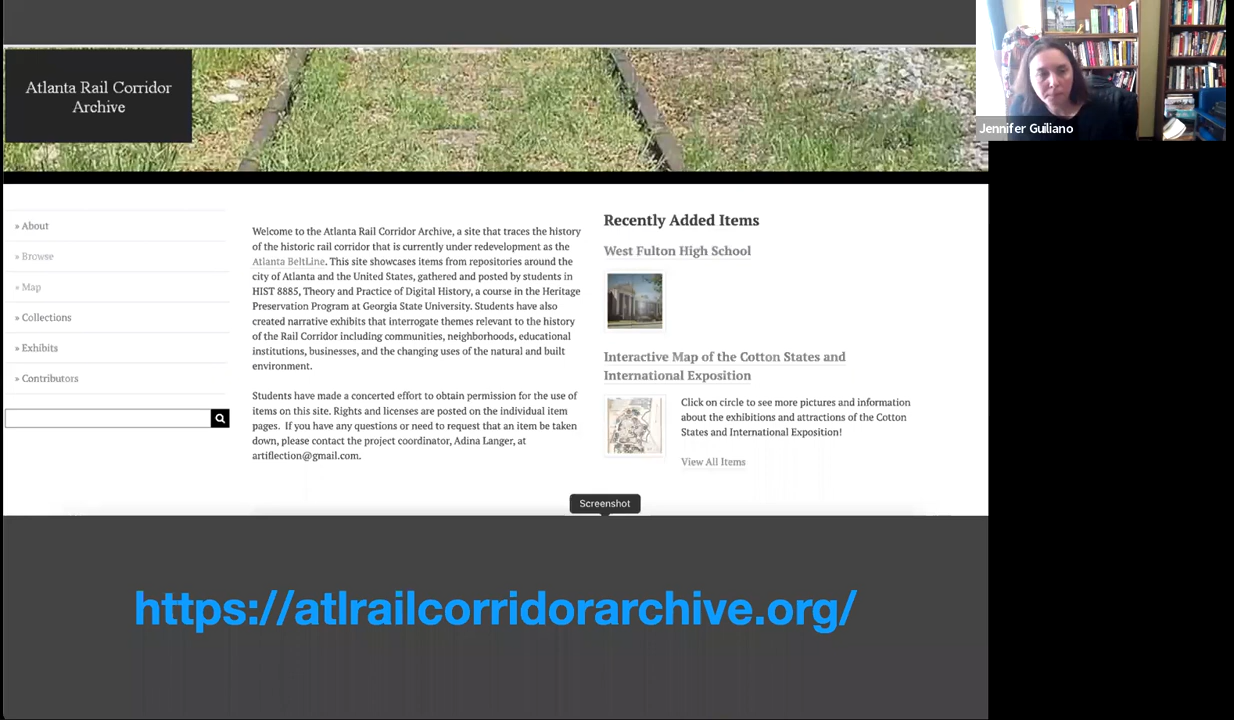 Atlanta Rail Corridor
Archive
Jennifer Guiliano
» About
» Browse
» Map
» Collections
» Exhibits
» Contributors
Welcome to the Atlanta Rail Corridor Archive, a site that traces the
history of the historic rail corridor that is currently under redevelopment as the
Atlanta BeltLine. This site showcases items from repositories around the
city of Atlanta and the United States, gathered and posted by students in
HIST 8885, Theory and Practice of Digital History, a course in the Heritage
Preservation Program at Georgia State University. Students have also
created narrative exhibits that interrogate themes relevant to the history
of the Rail Corridor including communities, neighborhoods, educational
institutions, businesses, and the changing uses of the natural and built
environment.
Students have made a concerted effort to obtain permission for the use of
items on this site. Rights and licenses are posted on the individual item
pages. If you have any questions or need to request that an item be taken
down, please contact the project coordinator, Adina Langer, at
artiflection@gmail.com.
Recently Added Items
West Fulton High School
Interactive Map of the Cotton States and
International Exposition
Click on circle to see more pictures and information
about the exhibitions and attractions of the Cotton
States and International Exposition!
View All Items
Screenshot
https://atlrailcorridorarchive.org/